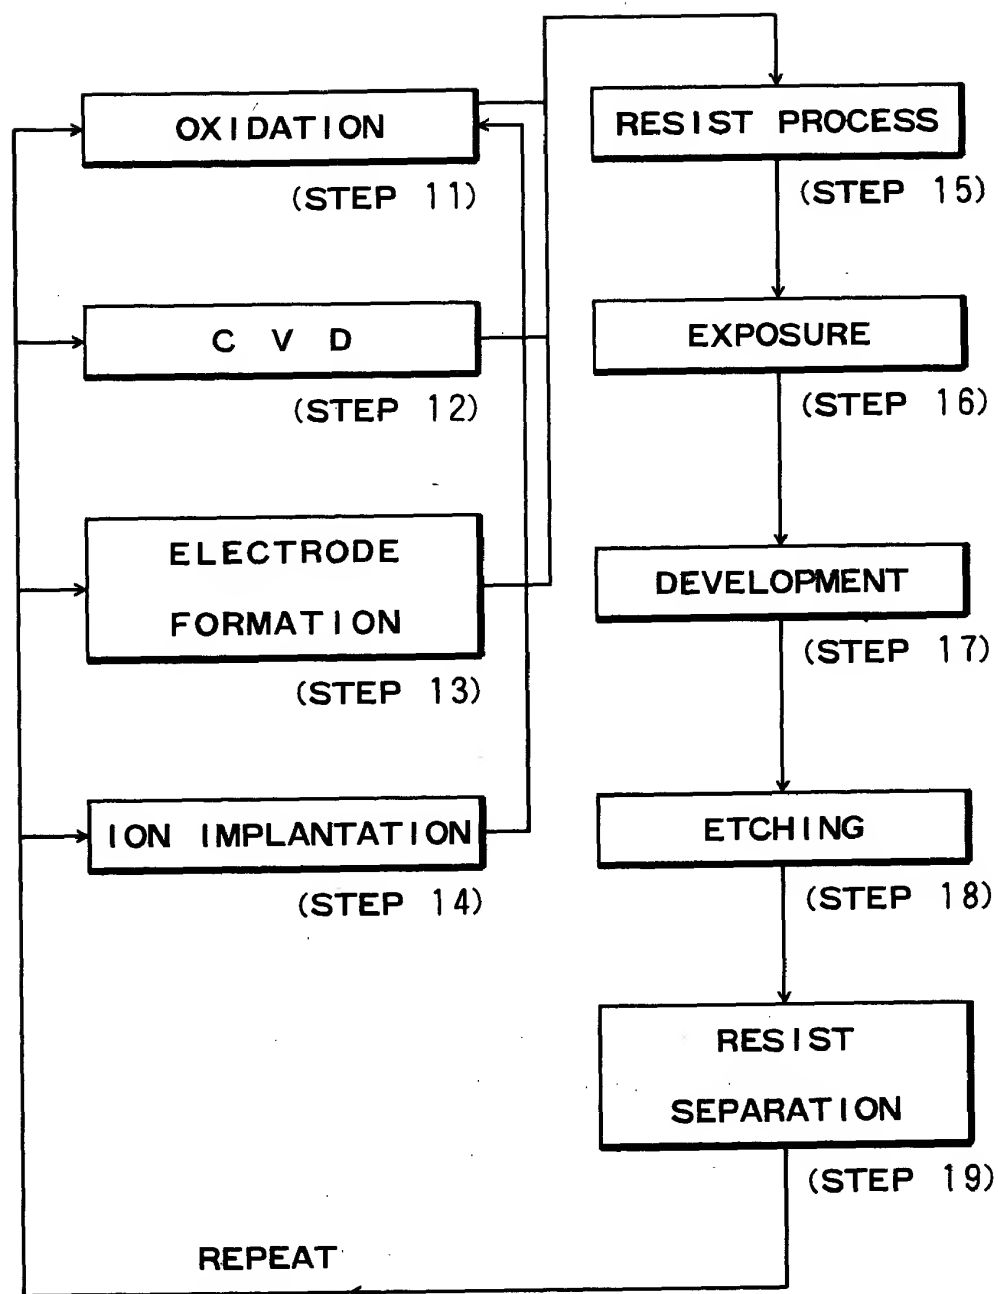 OXIDATION
(STEP 11)
C V D
(STEP 12)
ELECTRODE
FORMATION
(STEP 13)
ION IMPLANTATION
(STEP 14)
RESIST PROCESS
(STEP 15)
EXPOSURE
(STEP 16)
DEVELOPMENT
(STEP 17)
ETCHING
(STEP 18)
RESIST
SEPARATION
(STEP 19)
REPEAT